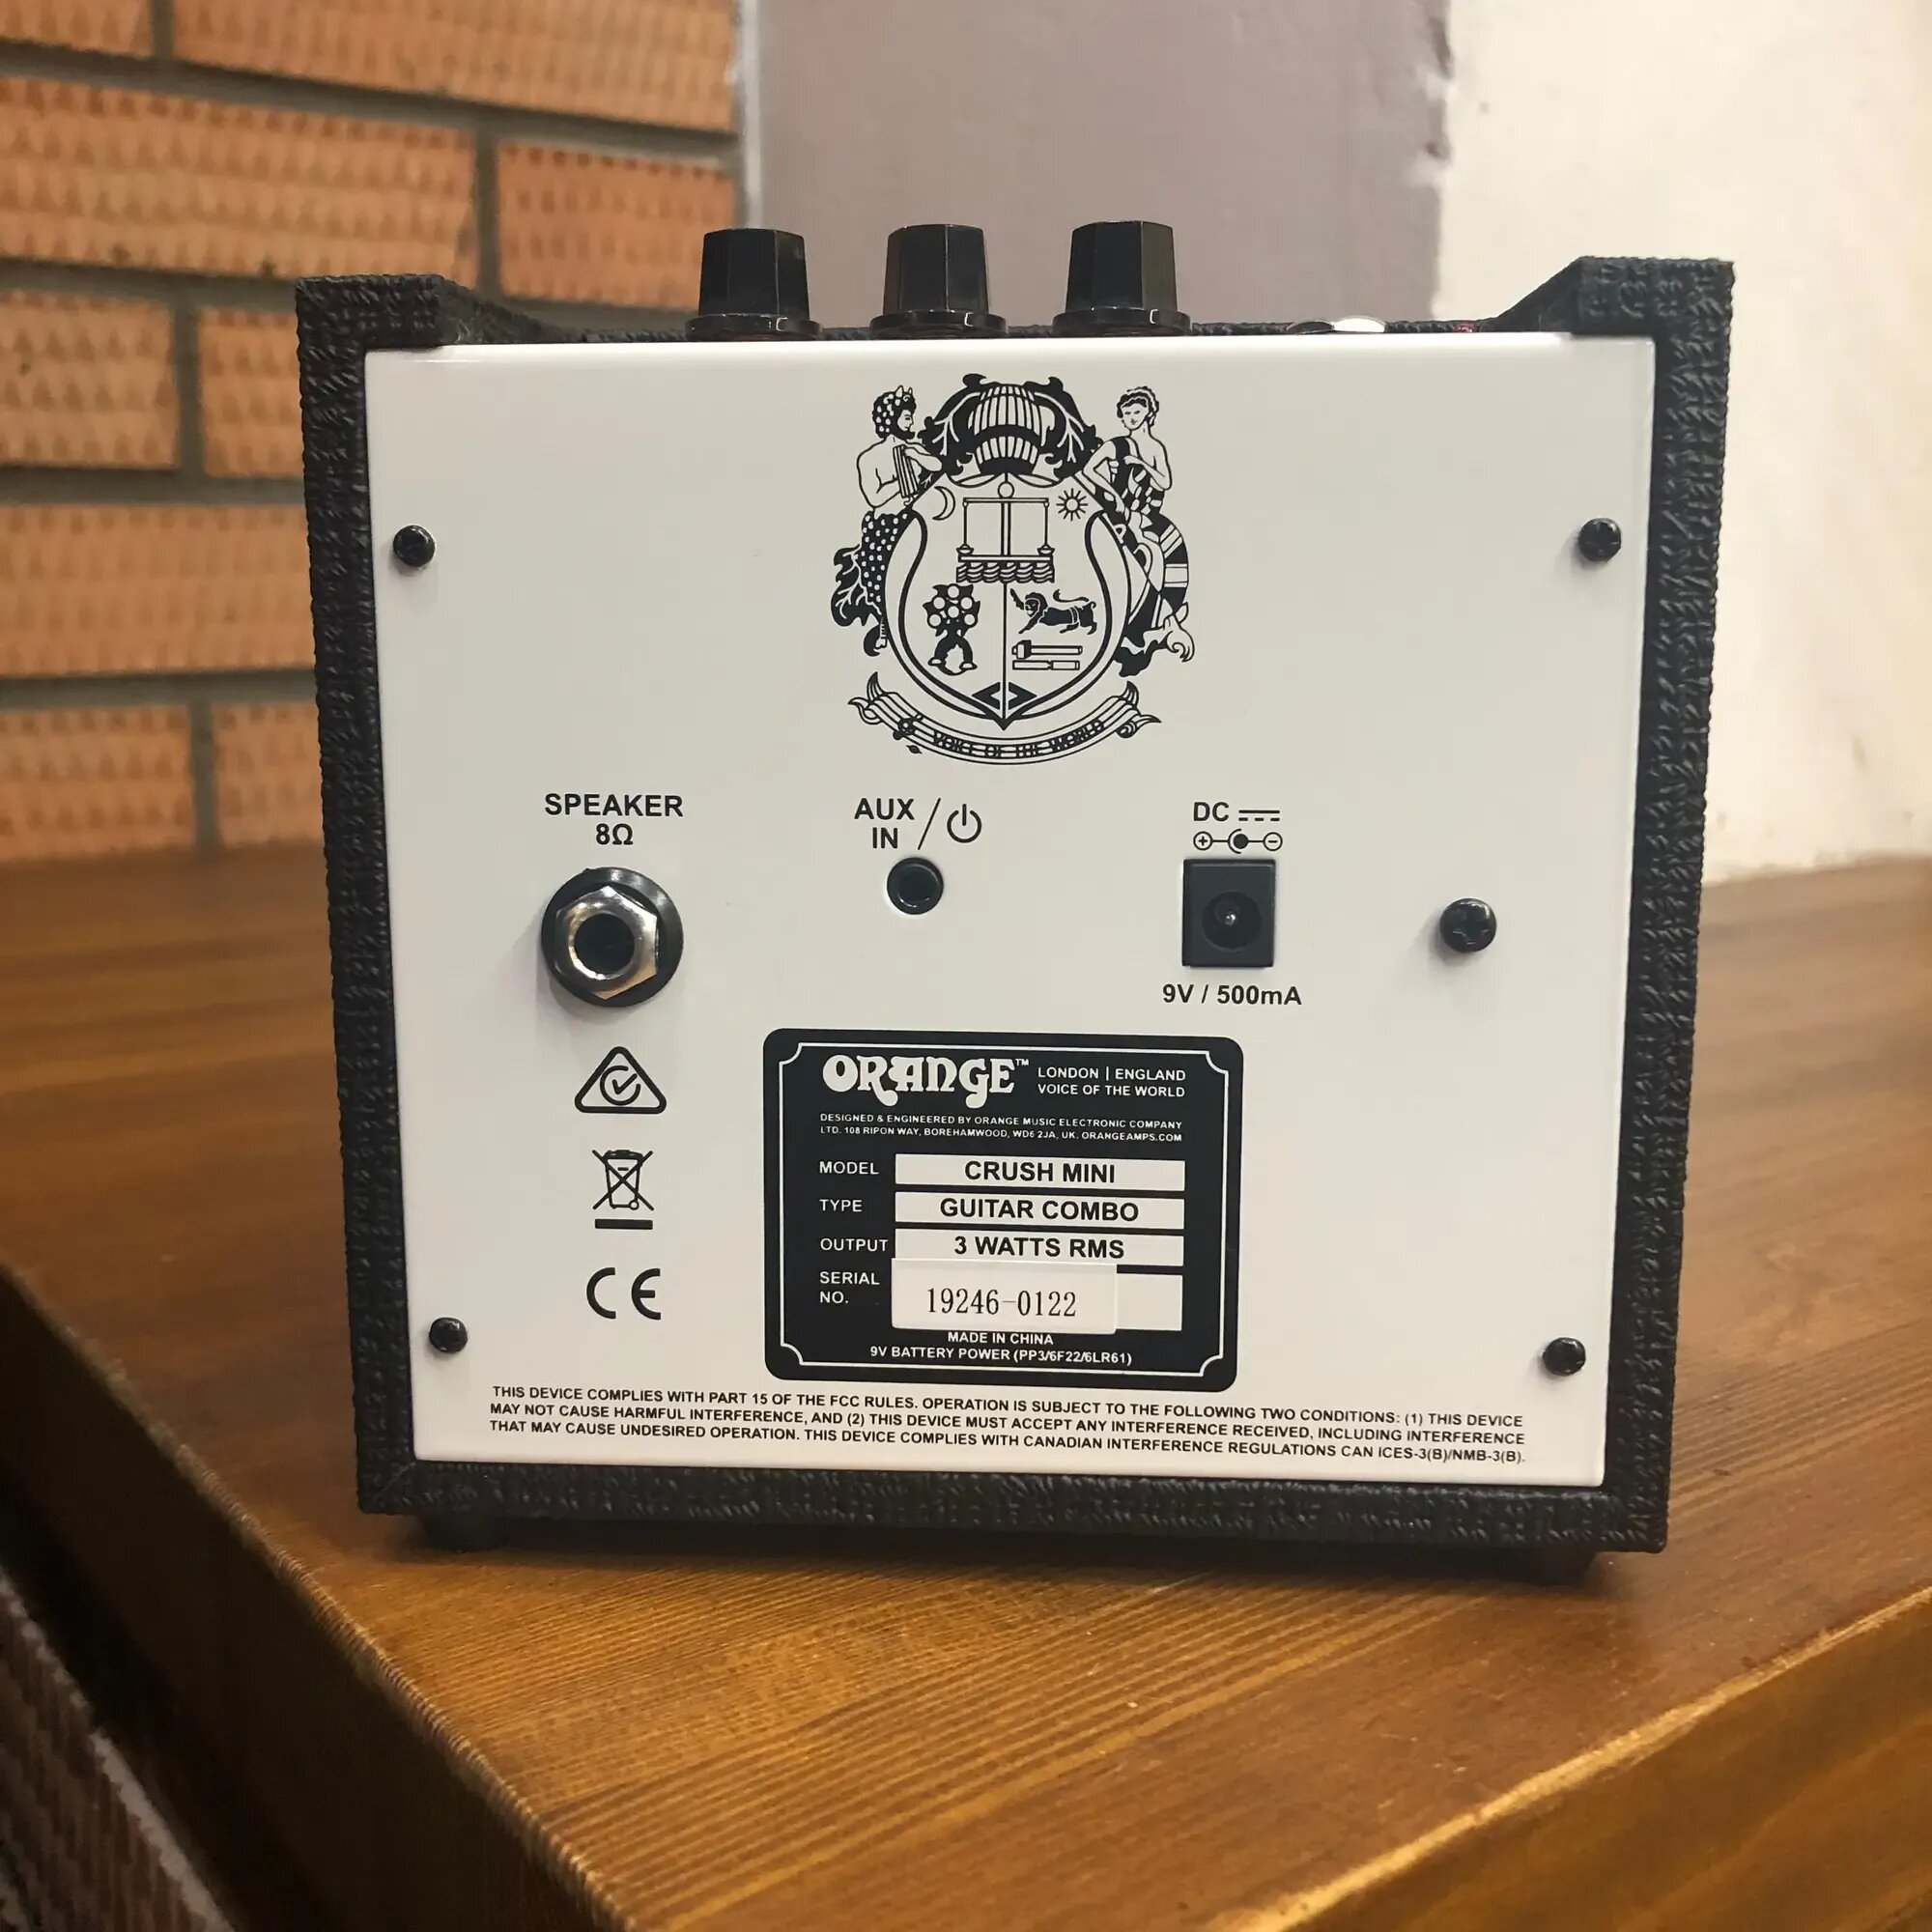 VOICE OF THE WORLD
SPEAKER
8Ω
AUX
IN /
DC
9V / 500mA
ORANGE™
LONDON | ENGLAND
VOICE OF THE WORLD
DESIGNED & ENGINEERED BY ORANGE MUSIC ELECTRONIC COMPANY
LTD. 108 RIPON WAY, BOREHAMWOOD, WD6 2JA, UK. ORANGEAMPS.COM
MODEL CRUSH MINI
TYPE GUITAR COMBO
OUTPUT 3 WATTS RMS
SERIAL
NO. 19246-0122
MADE IN CHINA
9V BATTERY POWER (PP3/6F22/6LR61)
CE
THIS DEVICE COMPLIES WITH PART 15 OF THE FCC RULES. OPERATION IS SUBJECT TO THE FOLLOWING TWO CONDITIONS: (1) THIS DEVICE
MAY NOT CAUSE HARMFUL INTERFERENCE, AND (2) THIS DEVICE MUST ACCEPT ANY INTERFERENCE RECEIVED, INCLUDING INTERFERENCE
THAT MAY CAUSE UNDESIRED OPERATION. THIS DEVICE COMPLIES WITH CANADIAN INTERFERENCE REGULATIONS CAN ICES-3(B)/NMB-3(B).